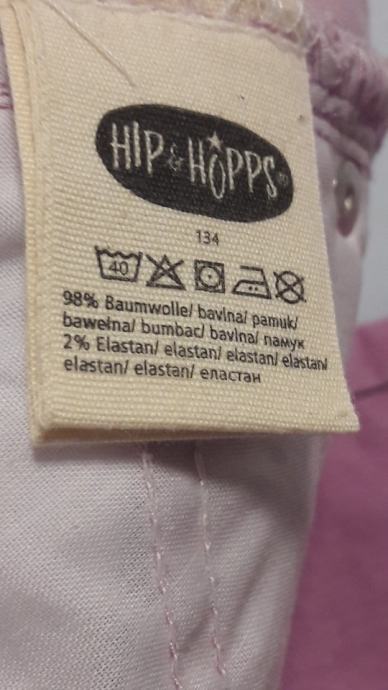 HIP & HOPPS®
134
40
98% Baumwolle/ bavlna/ pamuk/
bawełna/ bumbac/ bavlna/ памук
2% Elastan/ elastan/ elastan/ elastan/
elastan/ elastan/ еластан